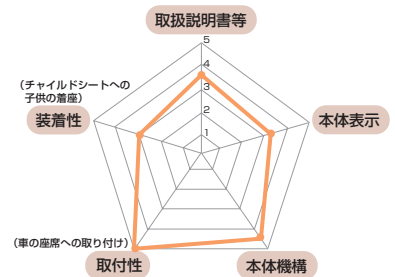 取扱説明書等
5
4
3
2
1
(チャイルドシートへの
子供の着座)
装着性
本体表示
(車の座席への取り付け)
取付性
本体機構